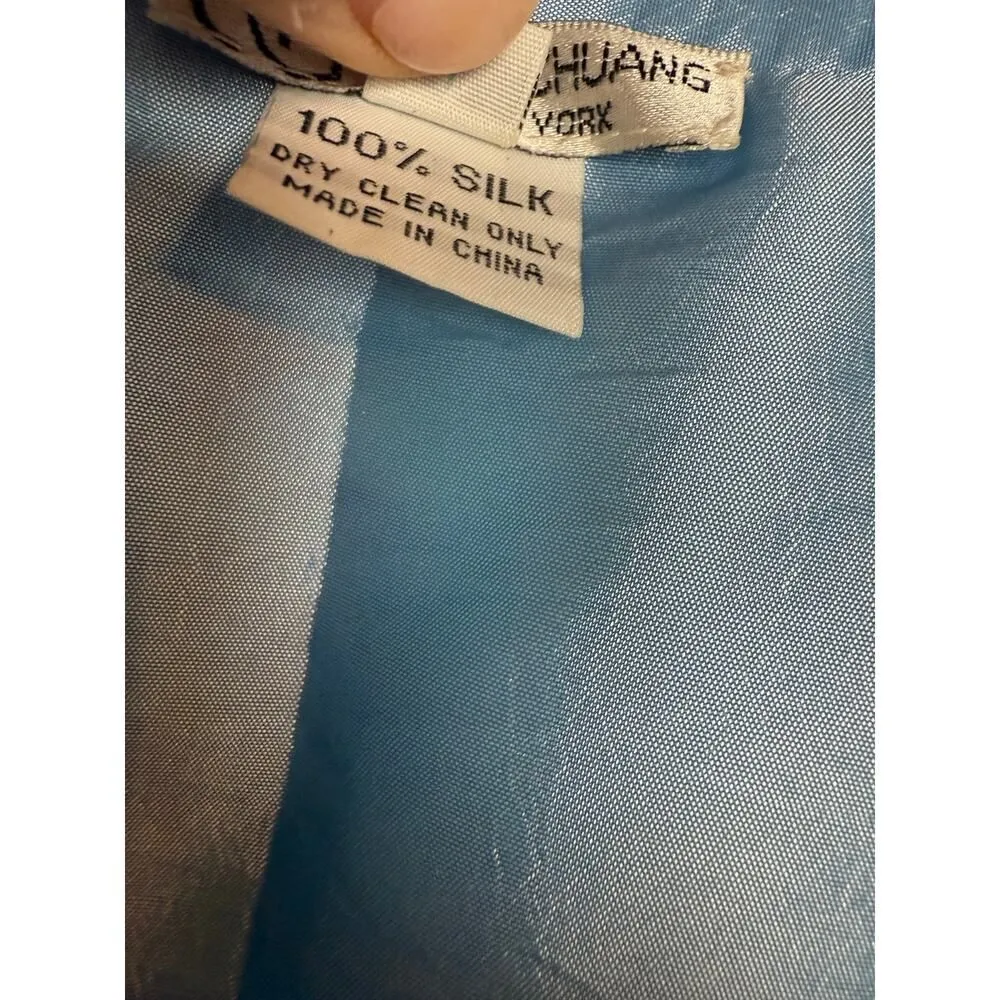 CHUANG
YORK
100% SILK
DRY CLEAN ONLY
MADE IN CHINA